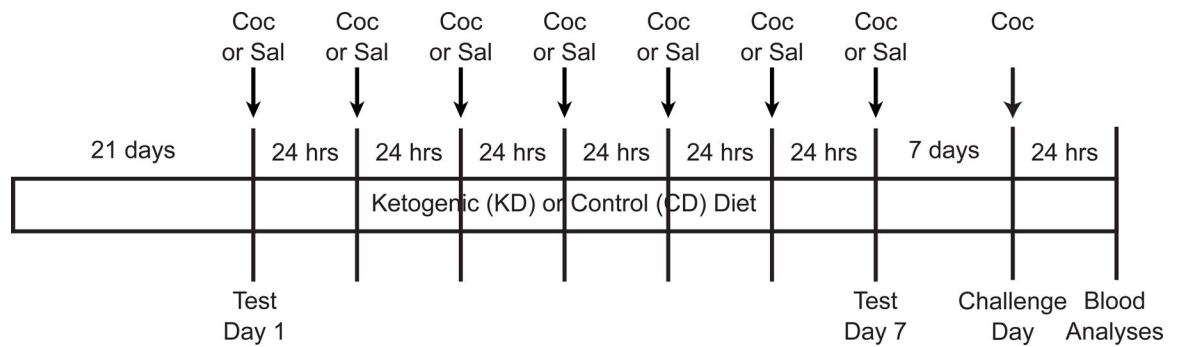 Coc Coc Coc Coc Coc Coc Coc Coc
or Sal or Sal or Sal or Sal or Sal or Sal or Sal
21 days 24 hrs 24 hrs 24 hrs 24 hrs 24 hrs 24 hrs 7 days 24 hrs
Ketogenic (KD) or Control (CD) Diet
Test Test Challenge Blood
Day 1 Day 7 Day Analyses